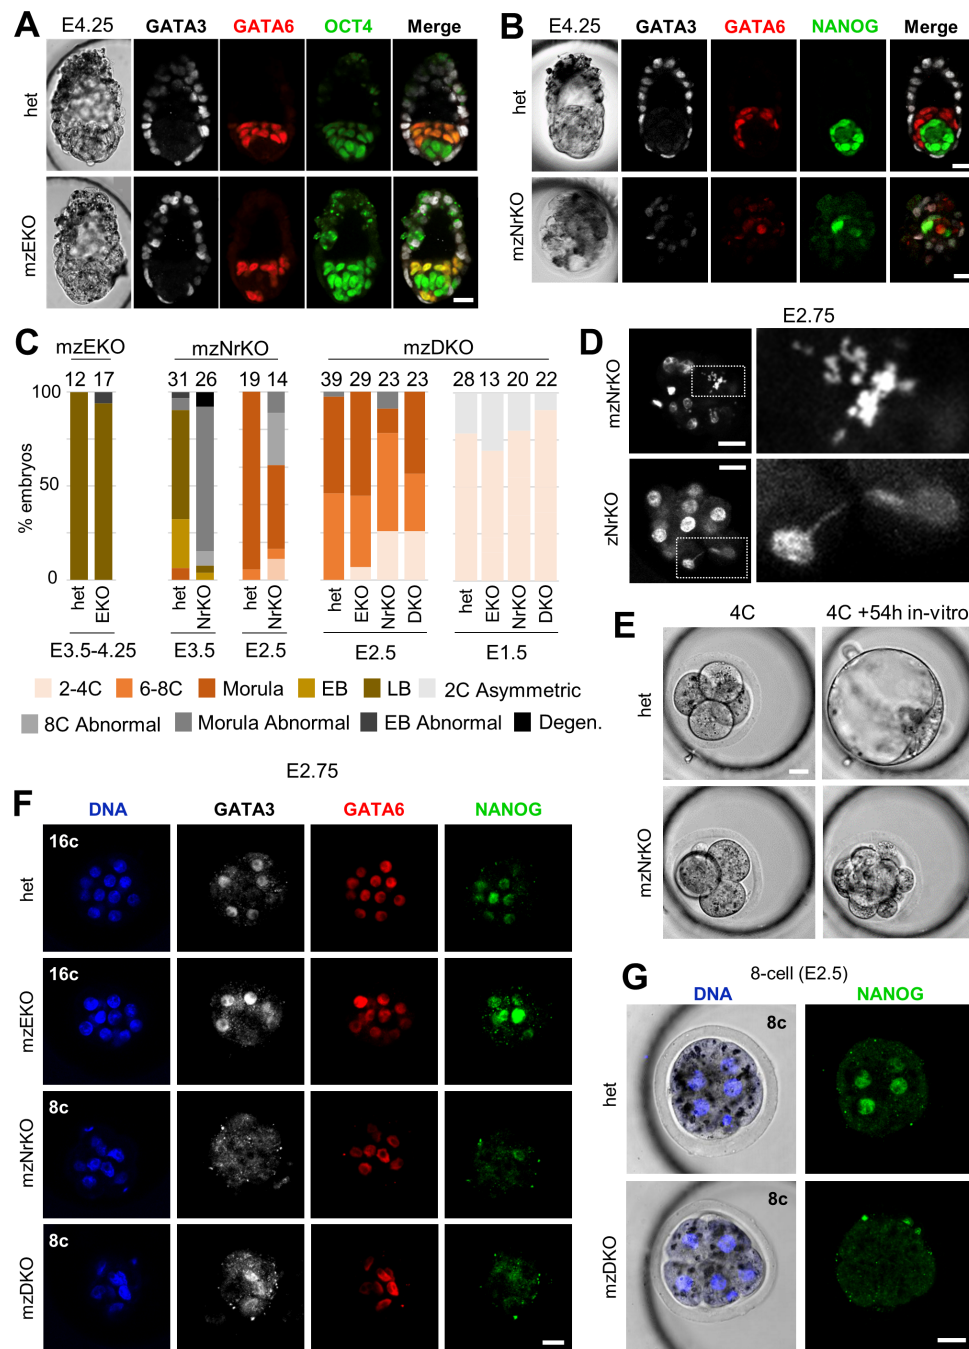 A
E4.25 GATA3 GATA6 OCT4 Merge
het
mzEKO
B
E4.25 GATA3 GATA6 NANOG Merge
het
mzNrKO
C
mzEKO mzNrKO mzDKO
12 17 31 26 19 14 39 29 23 23 28 13 20 22
% embryos
100
50
0
het EKO het NrKO het NrKO het EKO NrKO DKO het EKO NrKO DKO
E3.5-4.25 E3.5 E2.5 E2.5 E1.5
2-4C 6-8C Morula EB LB 2C Asymmetric
8C Abnormal Morula Abnormal EB Abnormal Degen.
D
E2.75
mzNrKO
zNrKO
E
4C 4C +54h in-vitro
het
mzNrKO
F
E2.75
DNA GATA3 GATA6 NANOG
het
16c
mzEKO
16c
mzNrKO
8c
mzDKO
8c
G
8-cell (E2.5)
DNA NANOG
het
8c
mzDKO
8c